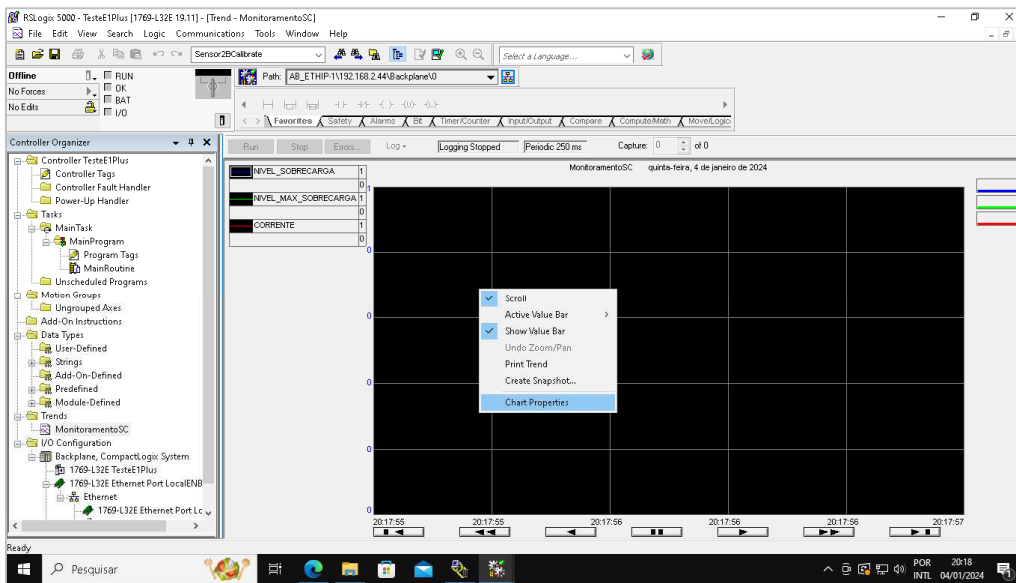 RSLogix 5000 - TesteE1Plus [1769-L32E 19.11] - [Trend - MonitoramentoSC]
File Edit View Search Logic Communications Tools Window Help
Sensor2BCalibrate
Select a Language...
Offline
RUN
No Forces
OK
No Edits
BAT
I/O
Path: AB_ETHIP-1\192.168.2.44\Backplane\0
Favorites Safety Alarms Bit Timer/Counter Input/Output Compare Compute/Math Move/Logic
Controller Organizer
Controller TesteE1Plus
Controller Tags
Controller Fault Handler
Power-Up Handler
Tasks
MainTask
MainProgram
Program Tags
MainRoutine
Unscheduled Programs
Motion Groups
Ungrouped Axes
Add-On Instructions
Data Types
User-Defined
Strings
Add-On-Defined
Predefined
Module-Defined
Trends
MonitoramentoSC
I/O Configuration
Backplane, CompactLogix System
1769-L32E TesteE1Plus
1769-L32E Ethernet Port LocalENB
Ethernet
1769-L32E Ethernet Port Lc
Run Stop Errors... Log Logging Stopped Periodic 250 ms Capture: 0 of 0
MonitoramentoSC quinta-feira, 4 de janeiro de 2024
NIVEL_SOBRECARGA 1
0
NIVEL_MAX_SOBRECARGA 1
0
CORRENTE 1
0
1
0
0
0
0
0
Scroll
Active Value Bar
Show Value Bar
Undo Zoom/Pan
Print Trend
Create Snapshot...
Chart Properties
20:17:55 20:17:55 20:17:56 20:17:56 20:17:56 20:17:57
Ready
Pesquisar
POR
INTL
20:18
04/01/2024
1